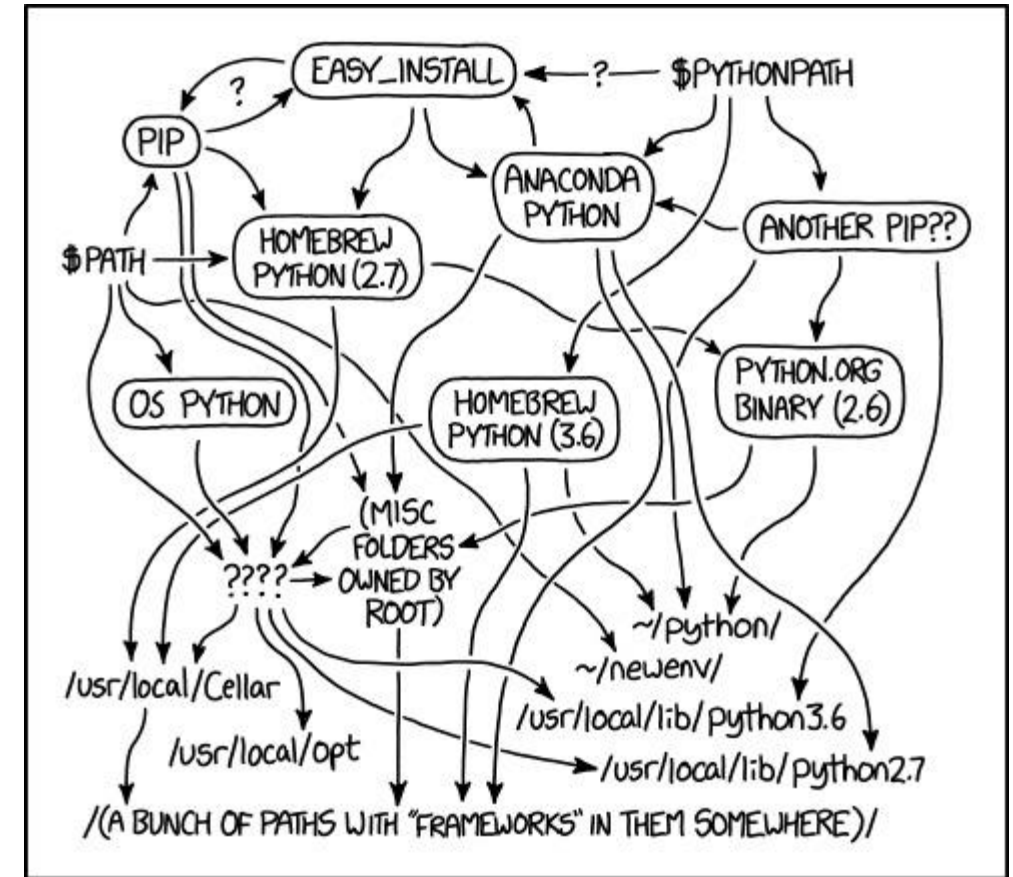 EASY_INSTALL
?
$PYTHONPATH
?
PIP
ANACONDA
PYTHON
ANOTHER PIP??
HOMEBREW
PYTHON (2.7)
$PATH
OS PYTHON
HOMEBREW
PYTHON (3.6)
PYTHON.ORG
BINARY (2.6)
(MISC
FOLDERS
OWNED BY
ROOT)
????
~/python/
~/newenv/
/usr/local/Cellar
/usr/local/lib/python3.6
/usr/local/opt
/usr/local/lib/python2.7
/(A BUNCH OF PATHS WITH "FRAMEWORKS" IN THEM SOMEWHERE)/